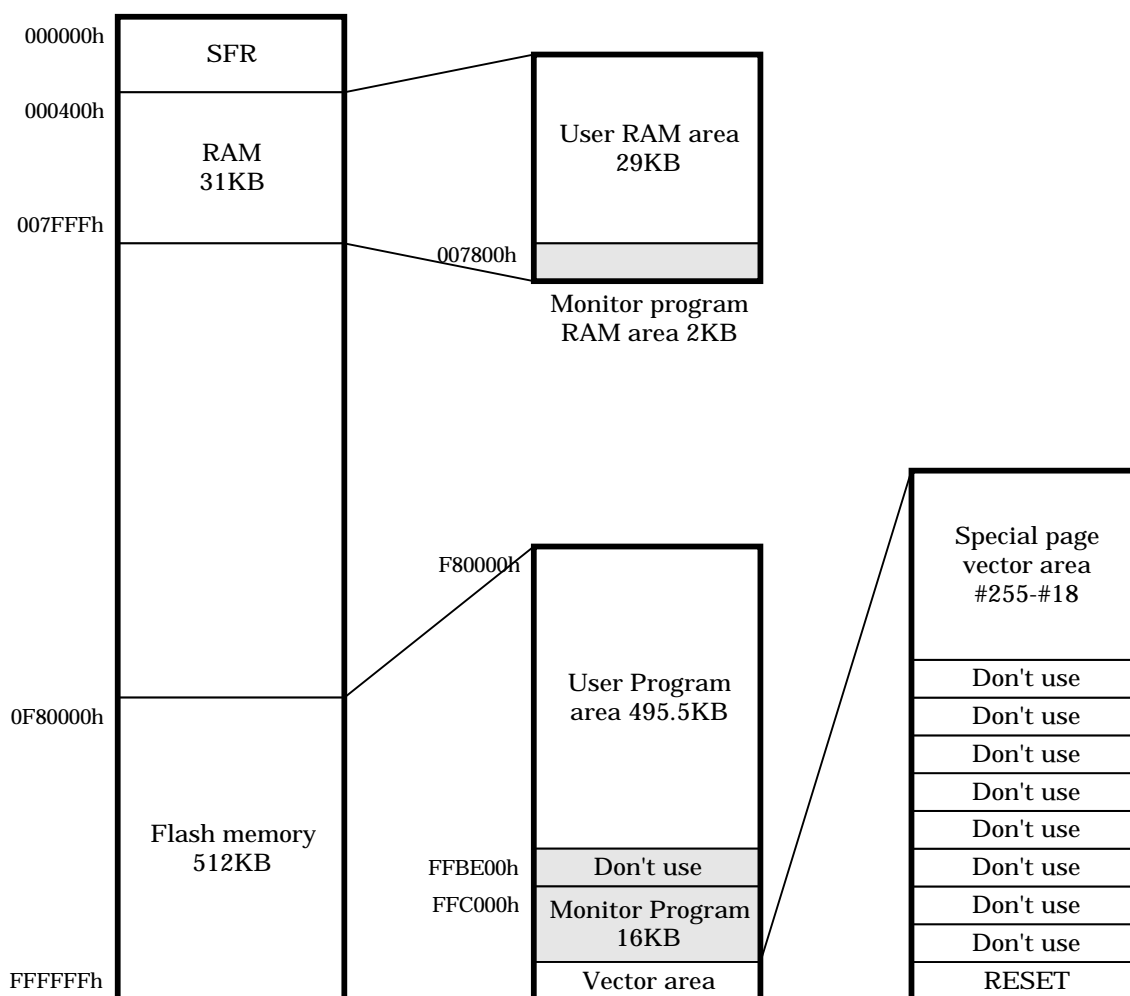 000000h
SFR
000400h
RAM
31KB
007FFFh
User RAM area
29KB
007800h
Monitor program
RAM area 2KB
0F80000h
Flash memory
512KB
FFFFFFh
F80000h
User Program
area 495.5KB
FFBE00h
Don't use
FFC000h
Monitor Program
16KB
Vector area
Special page
vector area
#255-#18
Don't use
Don't use
Don't use
Don't use
Don't use
Don't use
Don't use
Don't use
RESET